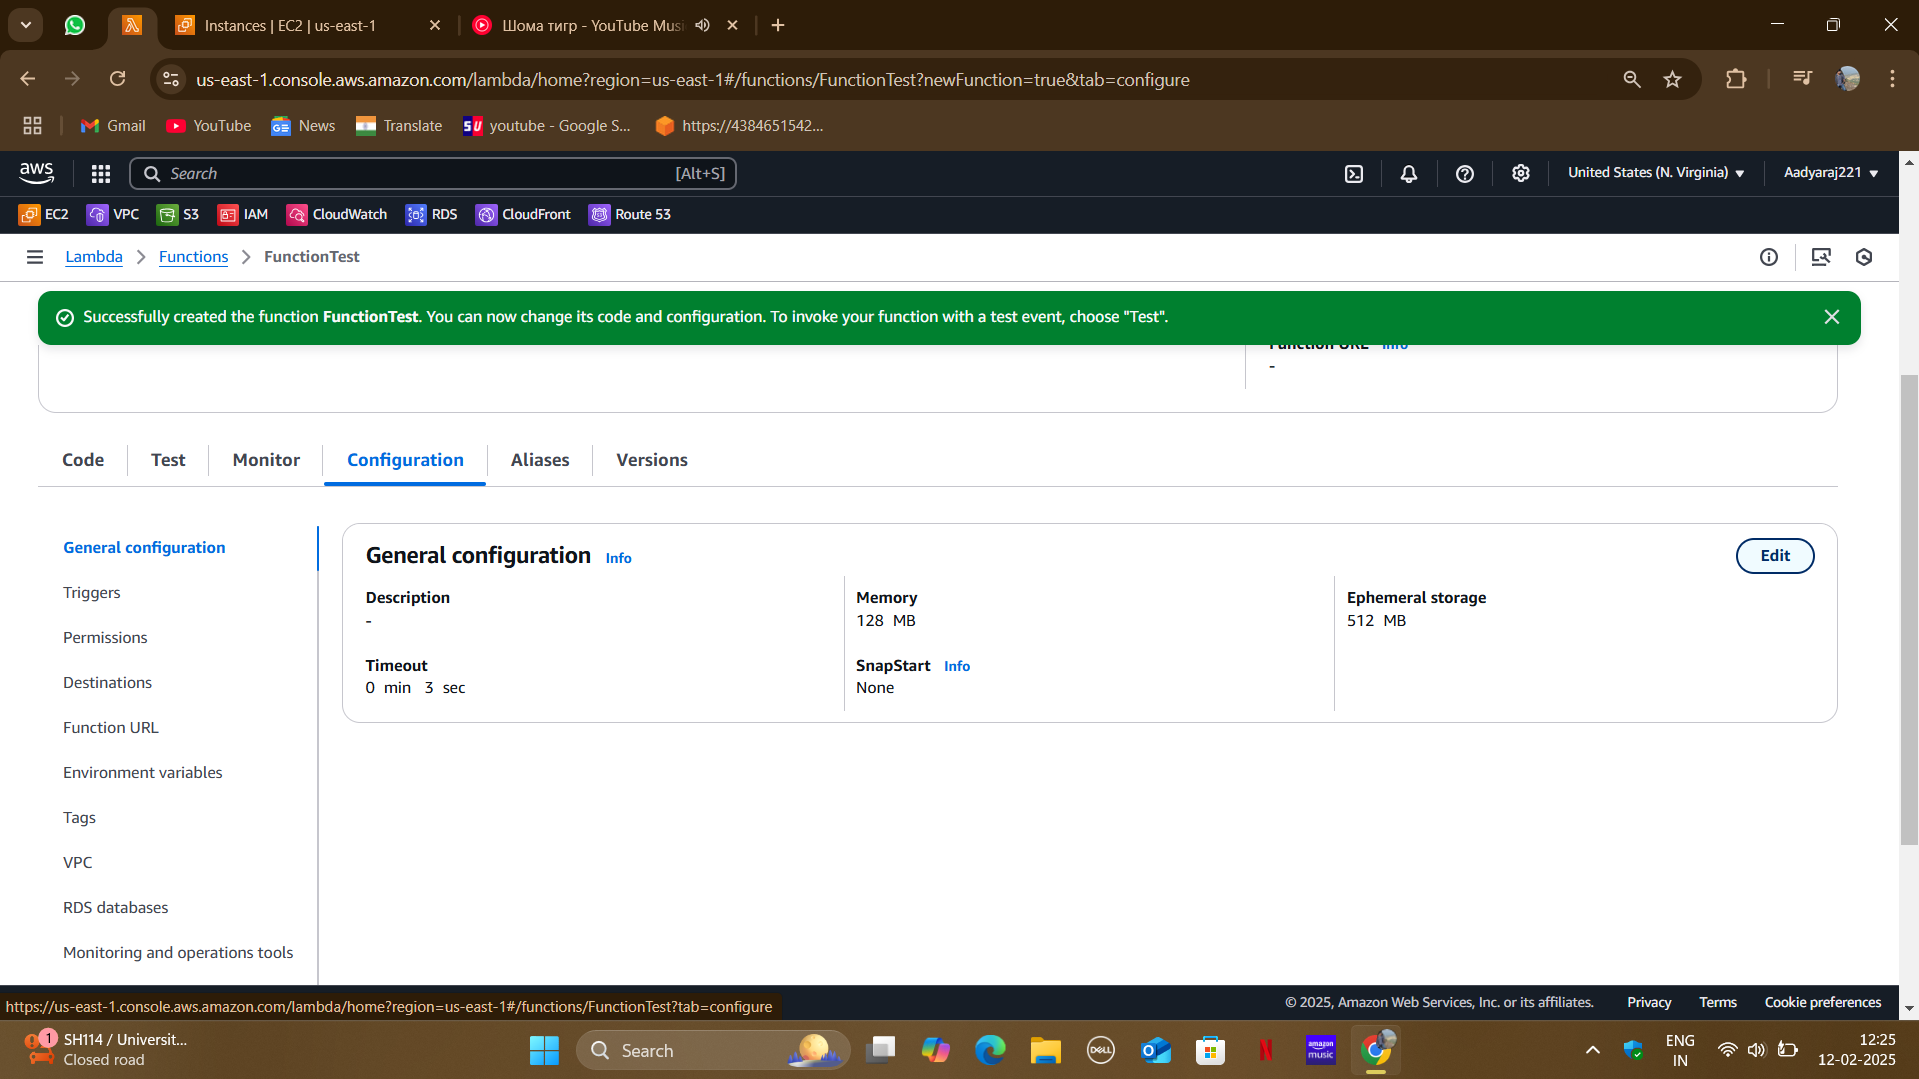 Instances | EC2 | us-east-1
Шома тигр - YouTube Musi
us-east-1.console.aws.amazon.com/lambda/home?region=us-east-1#/functions/FunctionTest?newFunction=true&tab=configure
Gmail
YouTube
News
Translate
youtube - Google S...
https://4384651542...
aws
Search
[Alt+S]
United States (N. Virginia)
Aadyaraj221
EC2
VPC
S3
IAM
CloudWatch
RDS
CloudFront
Route 53
Lambda
Functions
FunctionTest
Successfully created the function FunctionTest. You can now change its code and configuration. To invoke your function with a test event, choose "Test".
Function URL Info
-
Code
Test
Monitor
Configuration
Aliases
Versions
General configuration
Triggers
Permissions
Destinations
Function URL
Environment variables
Tags
VPC
RDS databases
Monitoring and operations tools
General configuration Info
Edit
Description
-
Memory
128 MB
Ephemeral storage
512 MB
Timeout
0 min 3 sec
SnapStart Info
None
https://us-east-1.console.aws.amazon.com/lambda/home?region=us-east-1#/functions/FunctionTest?tab=configure
© 2025, Amazon Web Services, Inc. or its affiliates.
Privacy
Terms
Cookie preferences
1
SH114 / Universit...
Closed road
Search
DELL
amazon
music
ENG
IN
12:25
12-02-2025